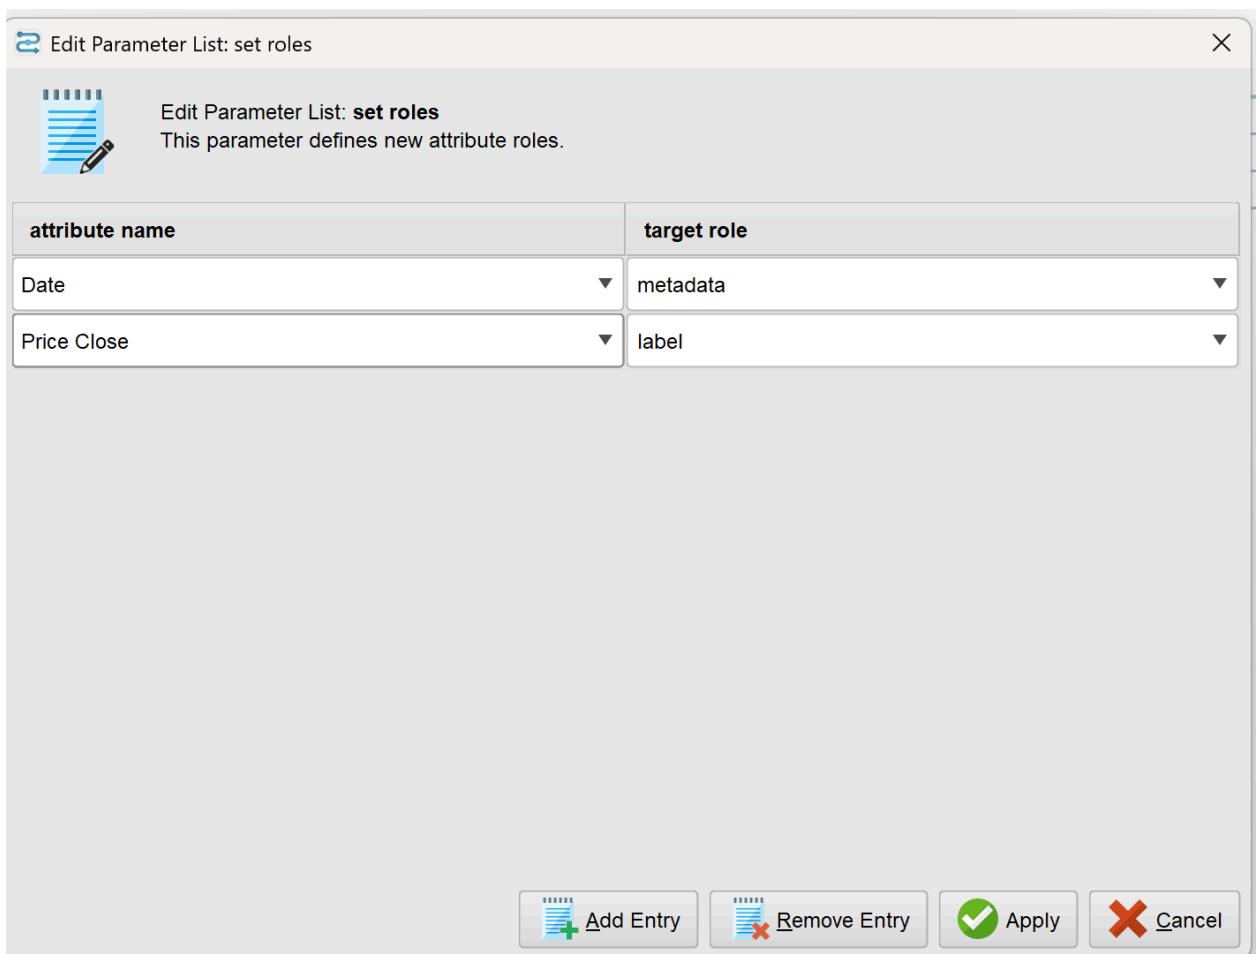 Edit Parameter List: set roles
Edit Parameter List: set roles
This parameter defines new attribute roles.
attribute name target role
Date metadata
Price Close label
Add Entry Remove Entry Apply Cancel